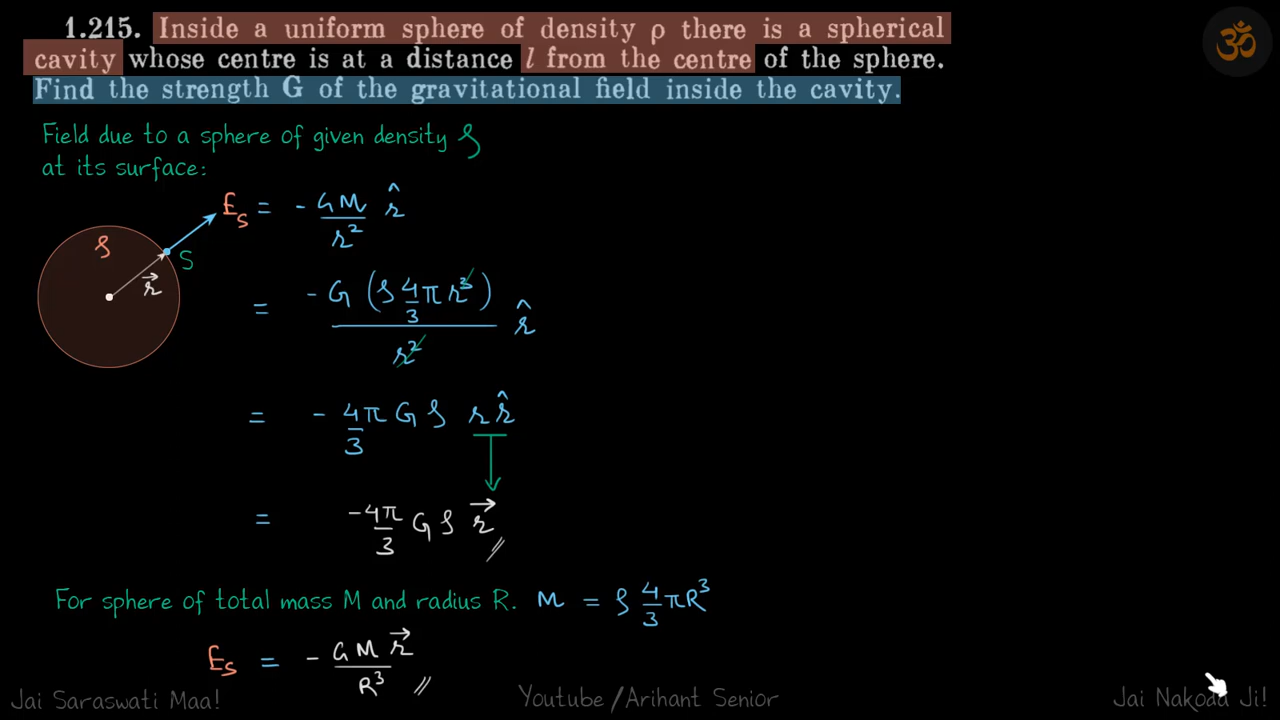 1.215. Inside a uniform sphere of density ρ there is a spherical
cavity whose centre is at a distance l from the centre of the sphere.
Find the strength G of the gravitational field inside the cavity.
ॐ
Field due to a sphere of given density ρ
at its surface:
E_S = - GM/r² r̂
ρ
S
r⃗
= -G (ρ 4/3 π r³) / r² r̂
= - 4π/3 G ρ r r̂
= -4π/3 G ρ r⃗ //
For sphere of total mass M and radius R. M = ρ 4/3 πR³
E_S = - GM r⃗ / R³ //
Jai Saraswati Maa!
Youtube /Arihant Senior
Jai Nakoda Ji!